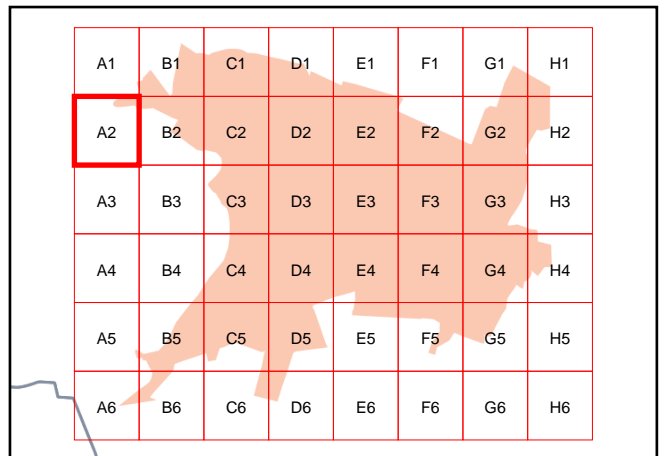 A1 B1 C1 D1 E1 F1 G1 H1
A2 B2 C2 D2 E2 F2 G2 H2
A3 B3 C3 D3 E3 F3 G3 H3
A4 B4 C4 D4 E4 F4 G4 H4
A5 B5 C5 D5 E5 F5 G5 H5
A6 B6 C6 D6 E6 F6 G6 H6